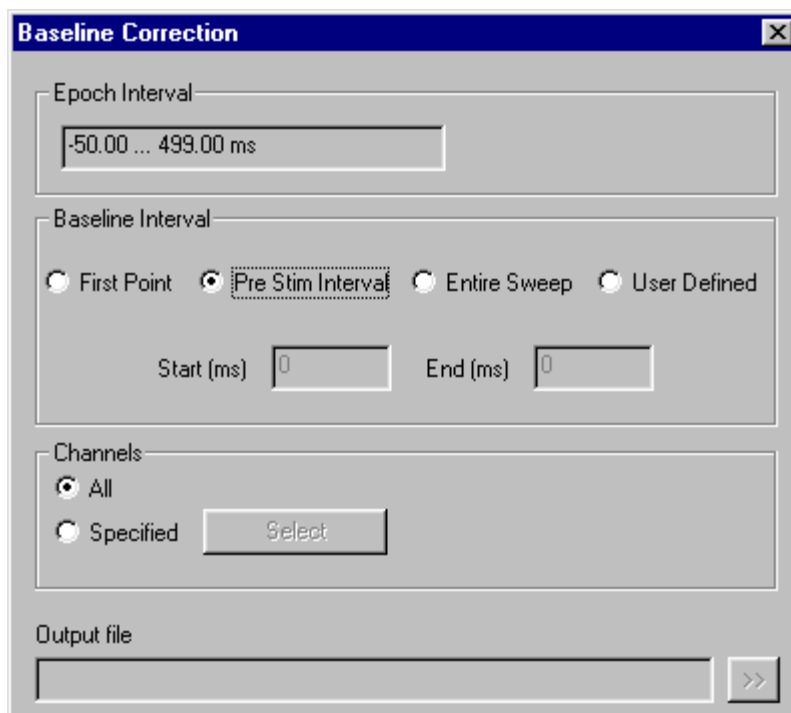 Baseline Correction
Epoch Interval
-50.00 ... 499.00 ms
Baseline Interval
First Point Pre Stim Interval Entire Sweep User Defined
Start (ms) 0 End (ms) 0
Channels
All
Specified Select
Output file
>>